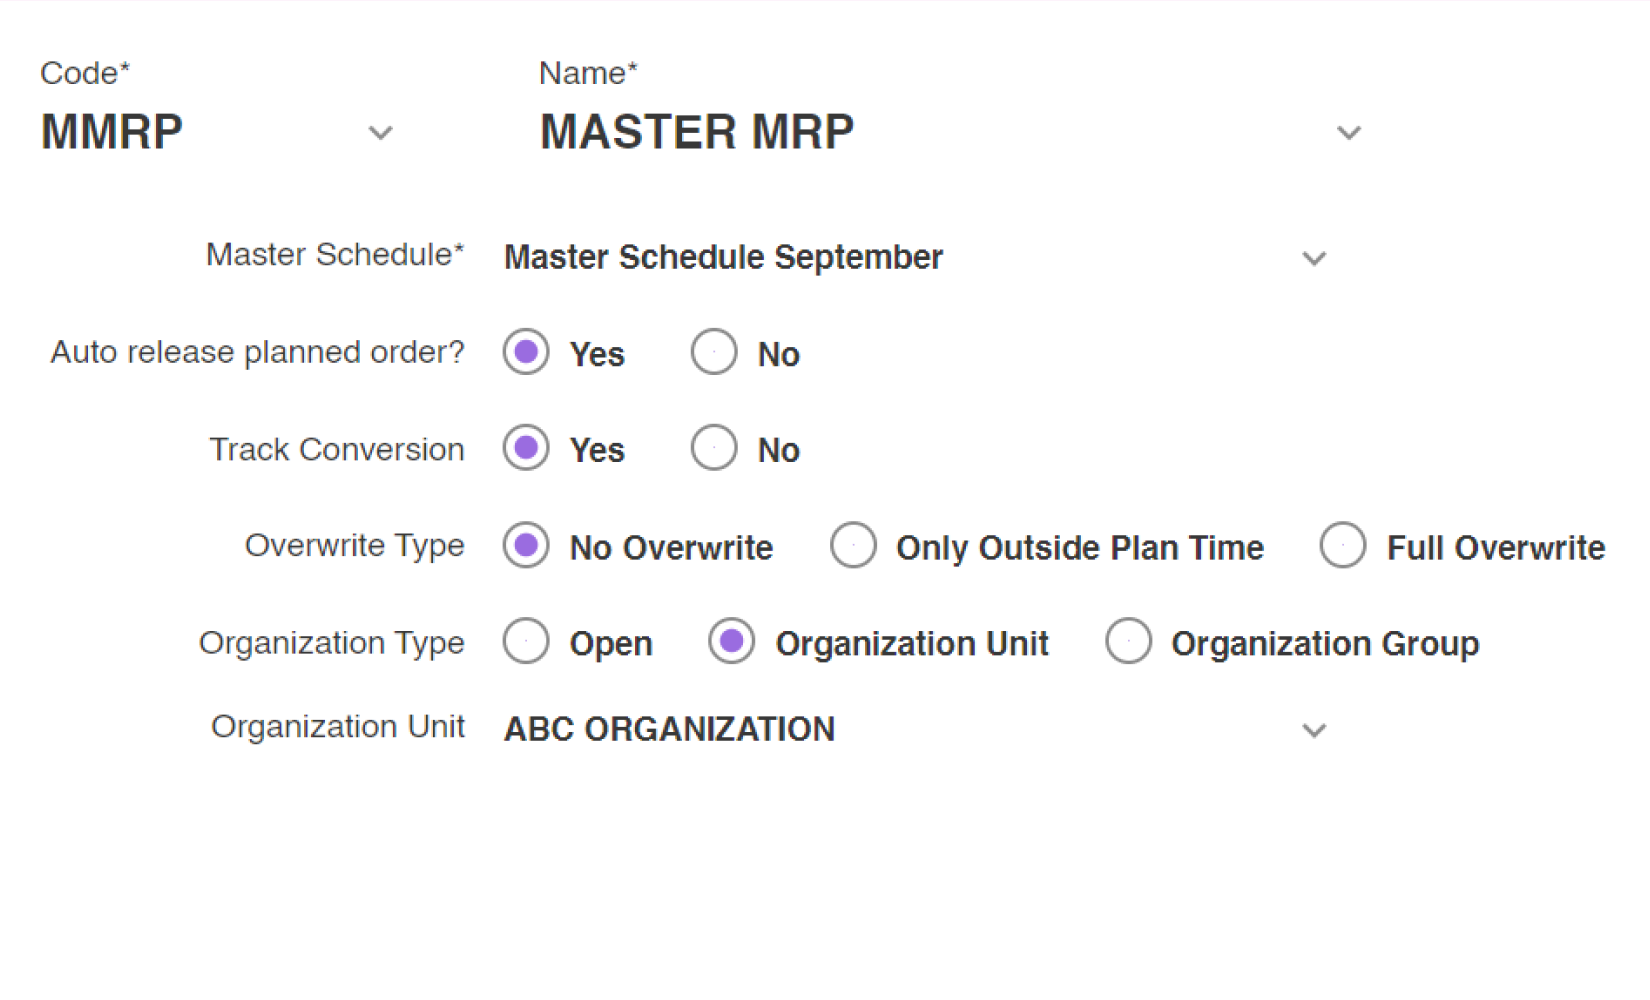 Code* Name*
MMRP MASTER MRP
Master Schedule* Master Schedule September
Auto release planned order? Yes No
Track Conversion Yes No
Overwrite Type No Overwrite Only Outside Plan Time Full Overwrite
Organization Type Open Organization Unit Organization Group
Organization Unit ABC ORGANIZATION